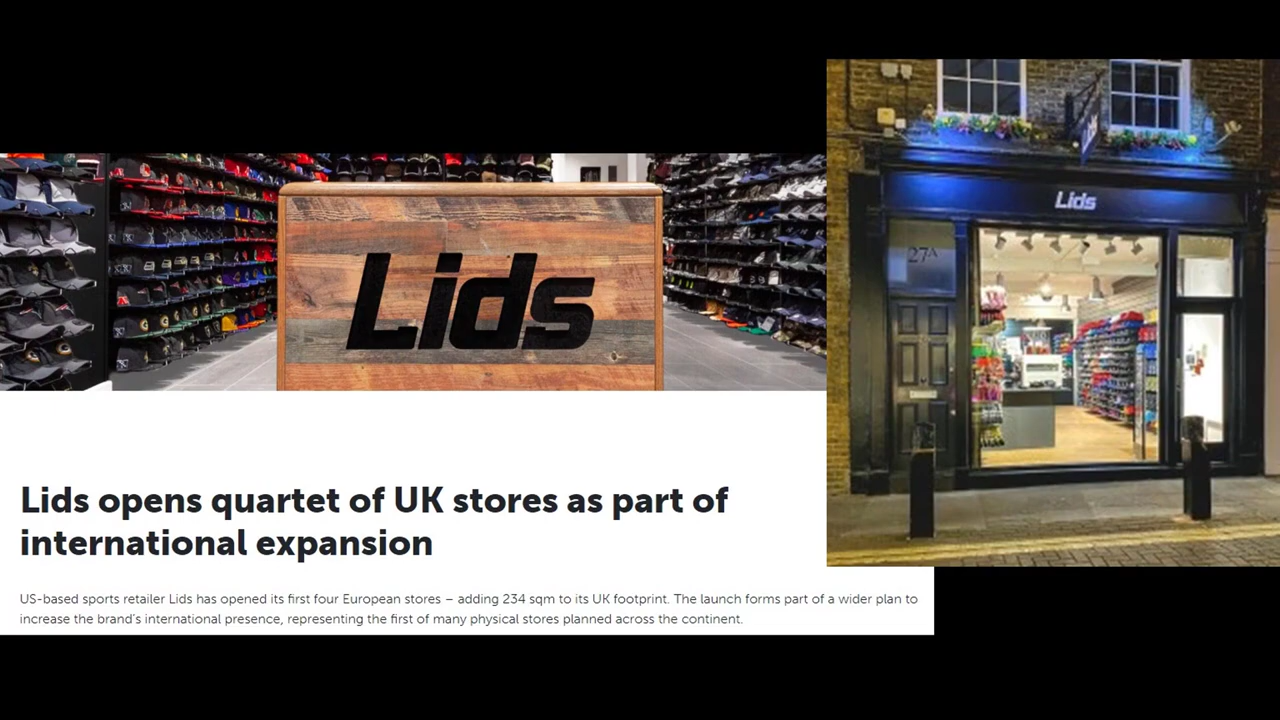 Lids
Lids
27A
Lids opens quartet of UK stores as part of
international expansion
US-based sports retailer Lids has opened its first four European stores – adding 234 sqm to its UK footprint. The launch forms part of a wider plan to
increase the brand's international presence, representing the first of many physical stores planned across the continent.